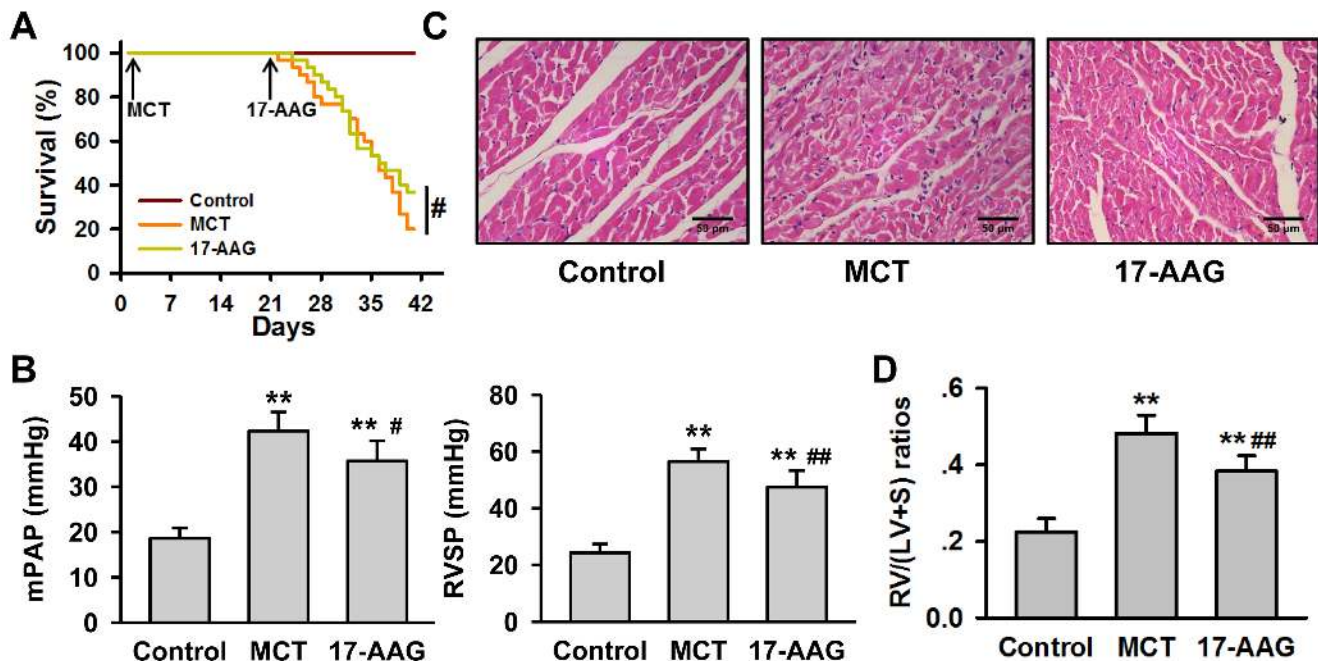 A
Survival (%)
100
80
60
40
20
0
MCT
17-AAG
Control
MCT
17-AAG
#
0 7 14 21 28 35 42
Days
C
50 μm
50 μm
50 μm
Control MCT 17-AAG
B
mPAP (mmHg)
50
40
30
20
10
0
**
** #
Control MCT 17-AAG
RVSP (mmHg)
80
60
40
20
0
**
** ##
Control MCT 17-AAG
D
RV/(LV+S) ratios
.6
.4
.2
0.0
**
** ##
Control MCT 17-AAG